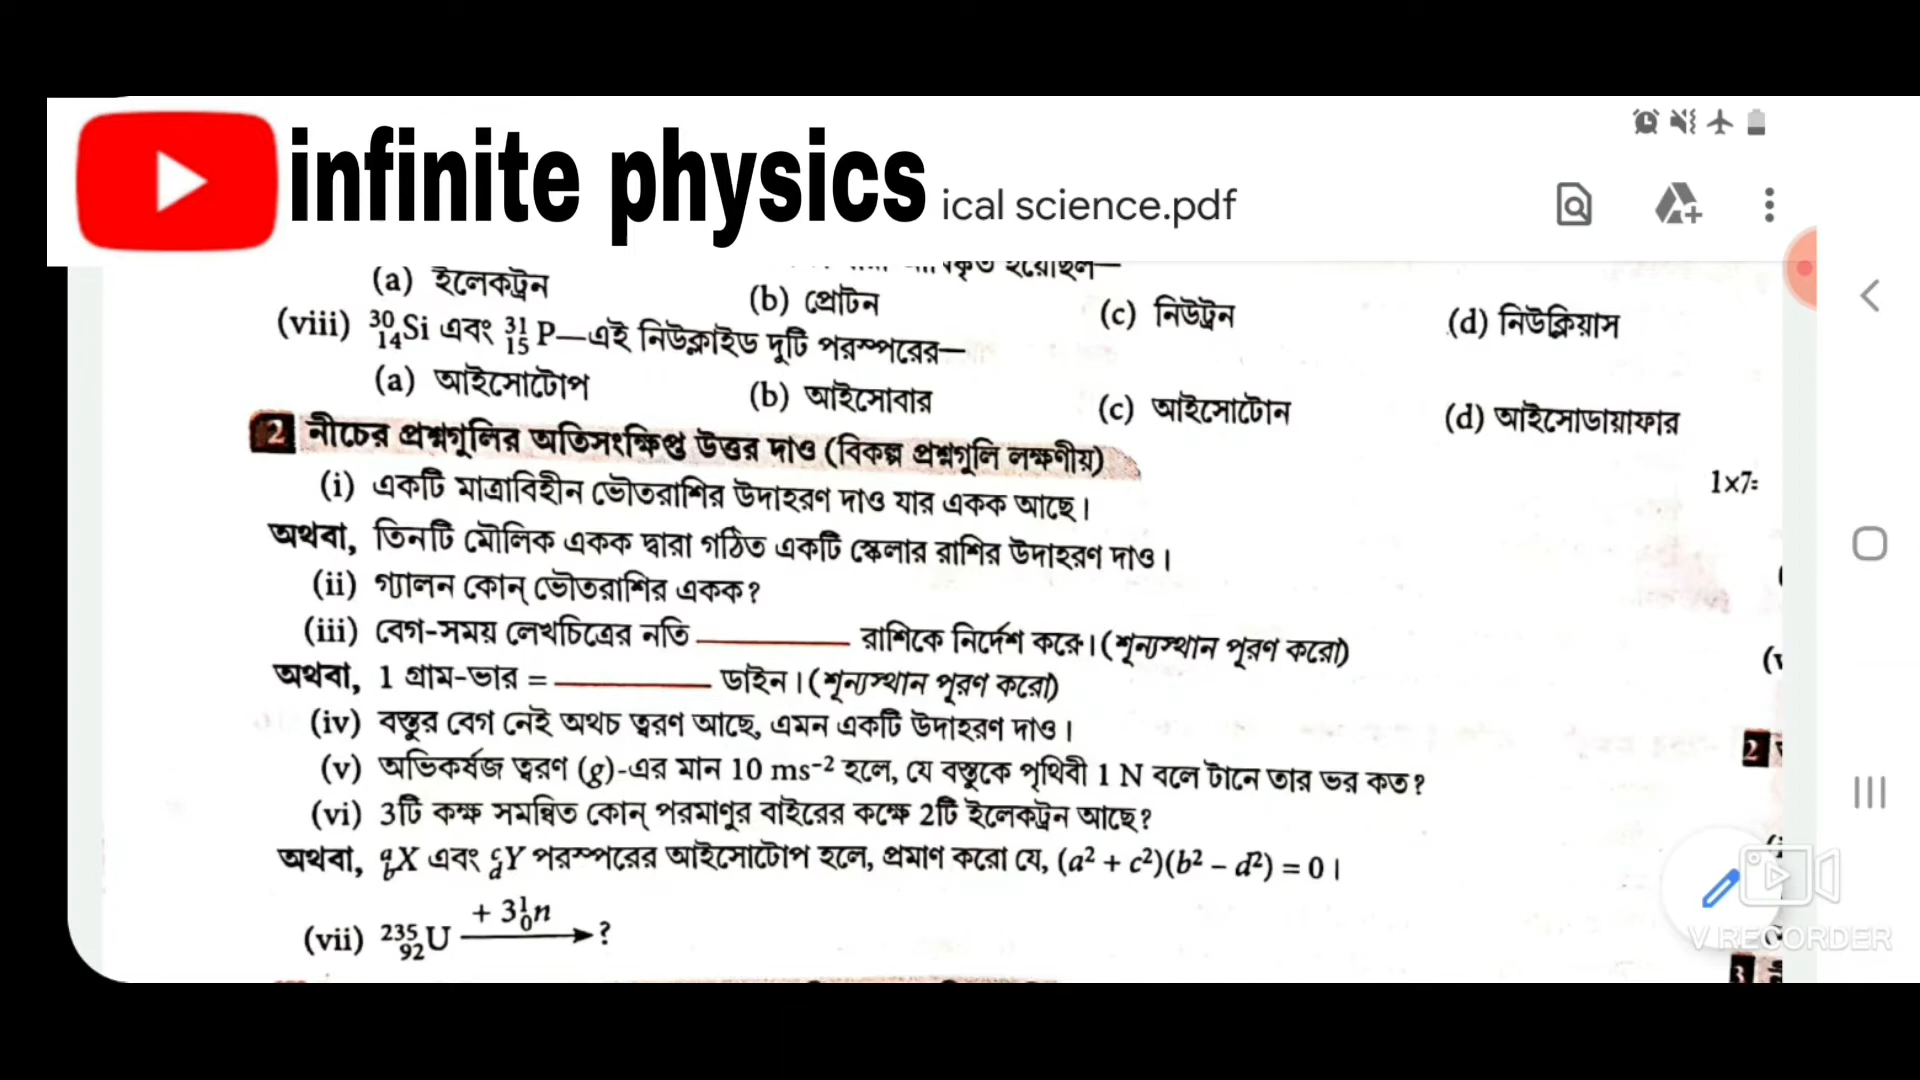 infinite physics ical science.pdf
হয়েছিল—
(a) ইলেকট্রন (b) প্রোটন (c) নিউট্রন (d) নিউক্লিয়াস
(viii) ³⁰₁₄Si এবং ³¹₁₅P—এই নিউক্লাইড দুটি পরস্পরের—
(a) আইসোটোপ (b) আইসোবার (c) আইসোটোন (d) আইসোডায়াফার
2 নীচের প্রশ্নগুলির অতিসংক্ষিপ্ত উত্তর দাও (বিকল্প প্রশ্নগুলি লক্ষণীয়)
1×7=
(i) একটি মাত্রাবিহীন ভৌতরাশির উদাহরণ দাও যার একক আছে।
অথবা, তিনটি মৌলিক একক দ্বারা গঠিত একটি স্কেলার রাশির উদাহরণ দাও।
(ii) গ্যালন কোন্ ভৌতরাশির একক?
(iii) বেগ-সময় লেখচিত্রের নতি ________ রাশিকে নির্দেশ করে। (শূন্যস্থান পূরণ করো)
অথবা, 1 গ্রাম-ভার = ________ ডাইন। (শূন্যস্থান পূরণ করো)
(iv) বস্তুর বেগ নেই অথচ ত্বরণ আছে, এমন একটি উদাহরণ দাও।
(v) অভিকর্ষজ ত্বরণ (g)-এর মান 10 ms⁻² হলে, যে বস্তুকে পৃথিবী 1 N বলে টানে তার ভর কত?
(vi) 3টি কক্ষ সমন্বিত কোন্ পরমাণুর বাইরের কক্ষে 2টি ইলেকট্রন আছে?
অথবা, ᵃ_bX এবং ᶜ_dY পরস্পরের আইসোটোপ হলে, প্রমাণ করো যে, (a² + c²)(b² – d²) = 0।
(vii) ²³⁵₉₂U + 3¹₀n → ?
2
3
V RECORDER